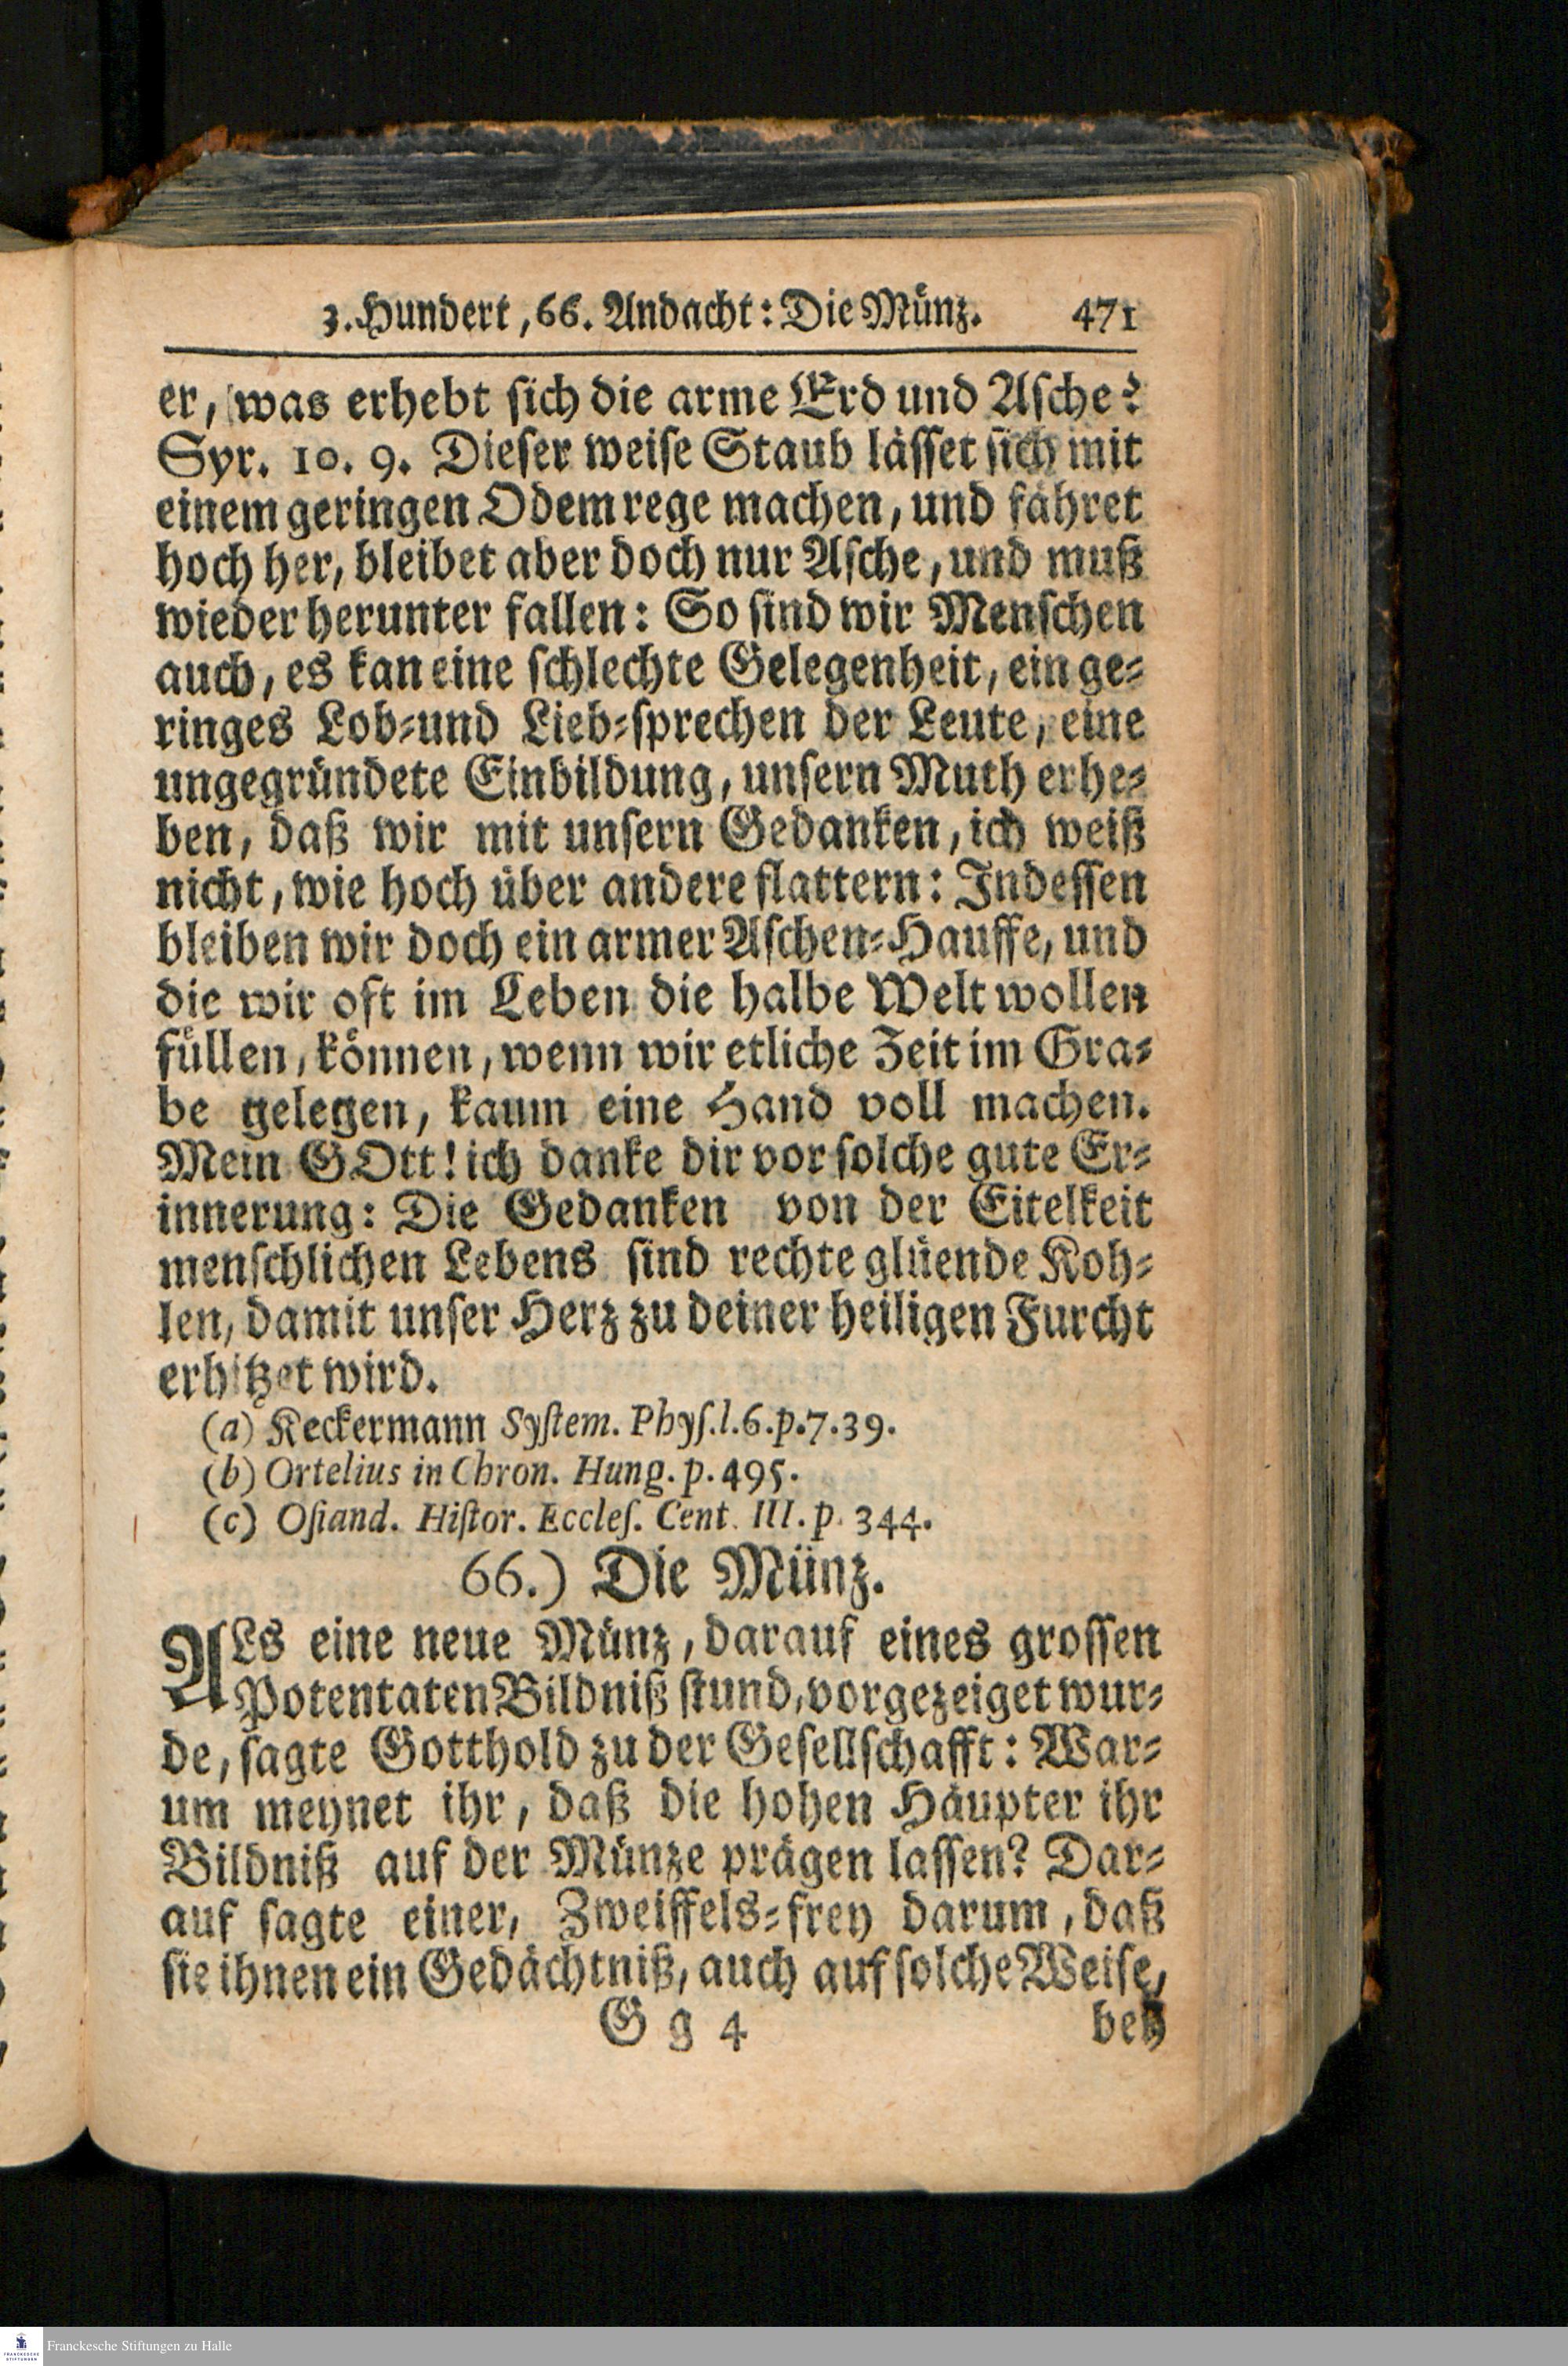 3. Hundert, 66. Andacht: Die Münz. 471
er, was erhebt sich die arme Erd und Asche?
Syr. 10. 9. Dieser weise Staub lässet sich mit
einem geringen Odem rege machen, und fähret
hoch her, bleibet aber doch nur Asche, und muß
wieder herunter fallen: So sind wir Menschen
auch, es kan eine schlechte Gelegenheit, ein ge-
ringes Lob-und Lieb-sprechen der Leute, eine
ungegründete Einbildung, unsern Muth erhe-
ben, daß wir mit unsern Gedanken, ich weiß
nicht, wie hoch über andere flattern: Indessen
bleiben wir doch ein armer Aschen-Hauffe, und
die wir oft im Leben die halbe Welt wollen
füllen, können, wenn wir etliche Zeit im Gra-
be gelegen, kaum eine Hand voll machen.
Mein GOtt! ich danke dir vor solche gute Er-
innerung: Die Gedanken von der Eitelkeit
menschlichen Lebens sind rechte glüende Koh-
len, damit unser Herz zu deiner heiligen Furcht
erhitzet wird.
(a) Keckermann System. Phys. l. 6. p. 7. 39.
(b) Ortelius in Chron. Hung. p. 495.
(c) Osiand. Histor. Eccles. Cent. III. p. 344.
66.) Die Münz.
ALs eine neue Münz, darauf eines grossen
Potentaten Bildniß stund, vorgezeiget wur-
de, sagte Gotthold zu der Gesellschafft: War-
um meynet ihr, daß die hohen Häupter ihr
Bildniß auf der Münze prägen lassen? Dar-
auf sagte einer, Zweiffels-frey darum, daß
sie ihnen ein Gedächtniß, auch auf solche Weise,
G g 4 bey
Franckesche Stiftungen zu Halle
FRANCKESCHE
STIFTUNGEN